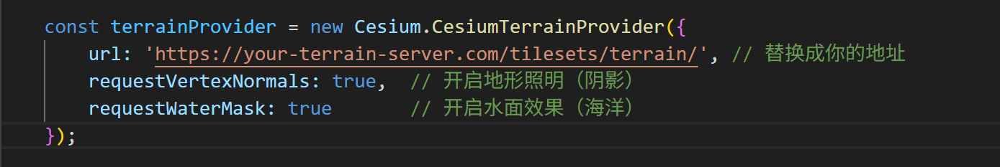 const terrainProvider = new Cesium.CesiumTerrainProvider({
    url: 'https://your-terrain-server.com/tilesets/terrain/', // 替换成你的地址
    requestVertexNormals: true,  // 开启地形照明（阴影）
    requestWaterMask: true       // 开启水面效果（海洋）
});